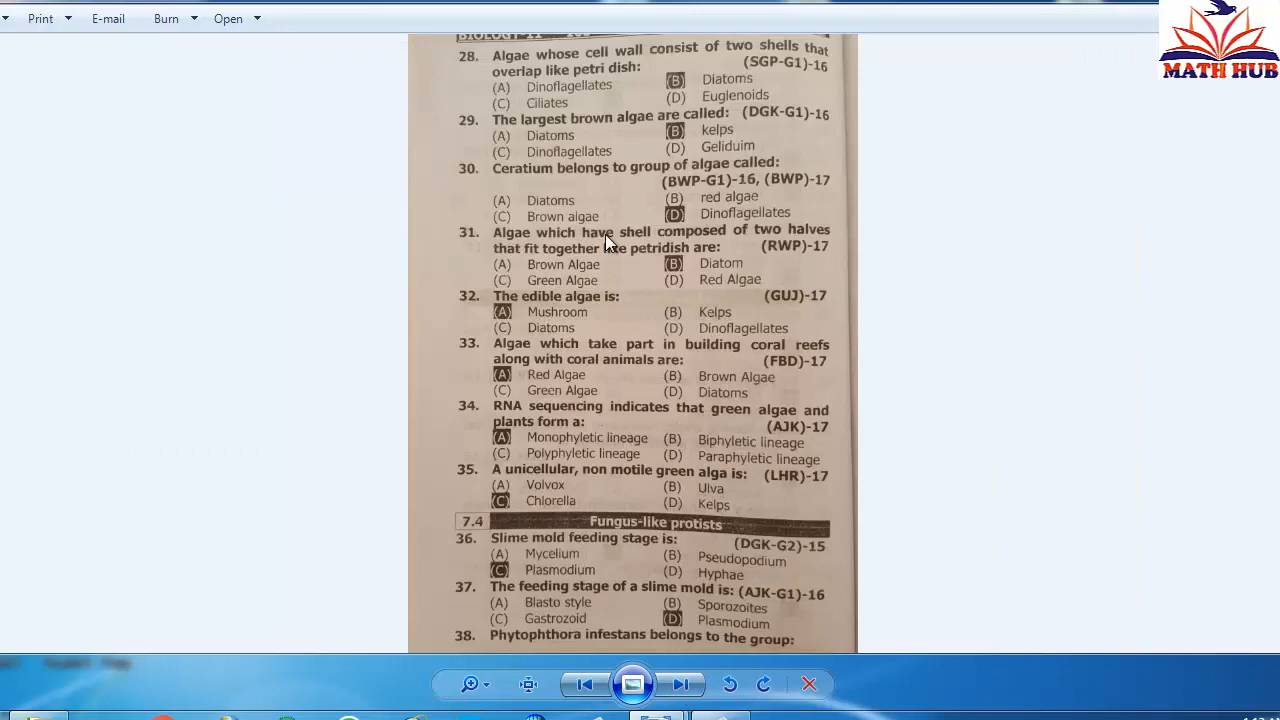 Print E-mail Burn Open
MATH HUB
BIOLOGY-11
28. Algae whose cell wall consist of two shells that
overlap like petri dish: (SGP-G1)-16
(A) Dinoflagellates (B) Diatoms
(C) Ciliates (D) Euglenoids
29. The largest brown algae are called: (DGK-G1)-16
(A) Diatoms (B) kelps
(C) Dinoflagellates (D) Geliduim
30. Ceratium belongs to group of algae called:
(BWP-G1)-16, (BWP)-17
(A) Diatoms (B) red algae
(C) Brown algae (D) Dinoflagellates
31. Algae which have shell composed of two halves
that fit together like petridish are: (RWP)-17
(A) Brown Algae (B) Diatom
(C) Green Algae (D) Red Algae
32. The edible algae is: (GUJ)-17
(A) Mushroom (B) Kelps
(C) Diatoms (D) Dinoflagellates
33. Algae which take part in building coral reefs
along with coral animals are: (FBD)-17
(A) Red Algae (B) Brown Algae
(C) Green Algae (D) Diatoms
34. RNA sequencing indicates that green algae and
plants form a: (AJK)-17
(A) Monophyletic lineage (B) Biphyletic lineage
(C) Polyphyletic lineage (D) Paraphyletic lineage
35. A unicellular, non motile green alga is: (LHR)-17
(A) Volvox (B) Ulva
(C) Chlorella (D) Kelps
7.4 Fungus-like protists
36. Slime mold feeding stage is: (DGK-G2)-15
(A) Mycelium (B) Pseudopodium
(C) Plasmodium (D) Hyphae
37. The feeding stage of a slime mold is: (AJK-G1)-16
(A) Blasto style (B) Sporozoites
(C) Gastrozoid (D) Plasmodium
38. Phytophthora infestans belongs to the group: